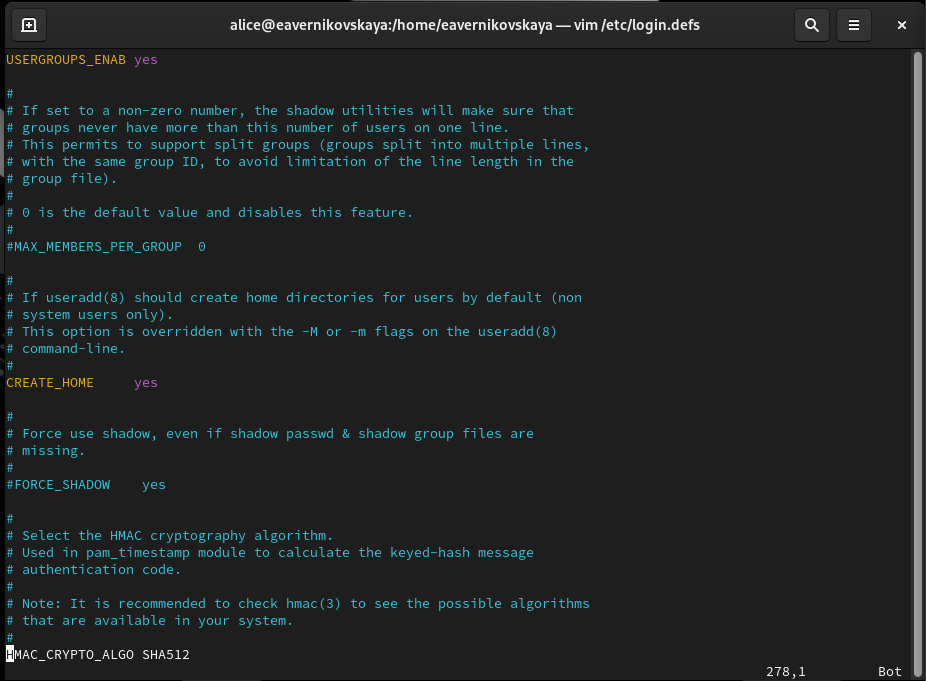 alice@eavernikovskaya:/home/eavernikovskaya — vim /etc/login.defs
USERGROUPS_ENAB yes
#
# If set to a non-zero number, the shadow utilities will make sure that
# groups never have more than this number of users on one line.
# This permits to support split groups (groups split into multiple lines,
# with the same group ID, to avoid limitation of the line length in the
# group file).
#
# 0 is the default value and disables this feature.
#
#MAX_MEMBERS_PER_GROUP  0
#
# If useradd(8) should create home directories for users by default (non
# system users only).
# This option is overridden with the -M or -m flags on the useradd(8)
# command-line.
#
CREATE_HOME     yes
#
# Force use shadow, even if shadow passwd & shadow group files are
# missing.
#
#FORCE_SHADOW    yes
#
# Select the HMAC cryptography algorithm.
# Used in pam_timestamp module to calculate the keyed-hash message
# authentication code.
#
# Note: It is recommended to check hmac(3) to see the possible algorithms
# that are available in your system.
#
HMAC_CRYPTO_ALGO SHA512
278,1 Bot